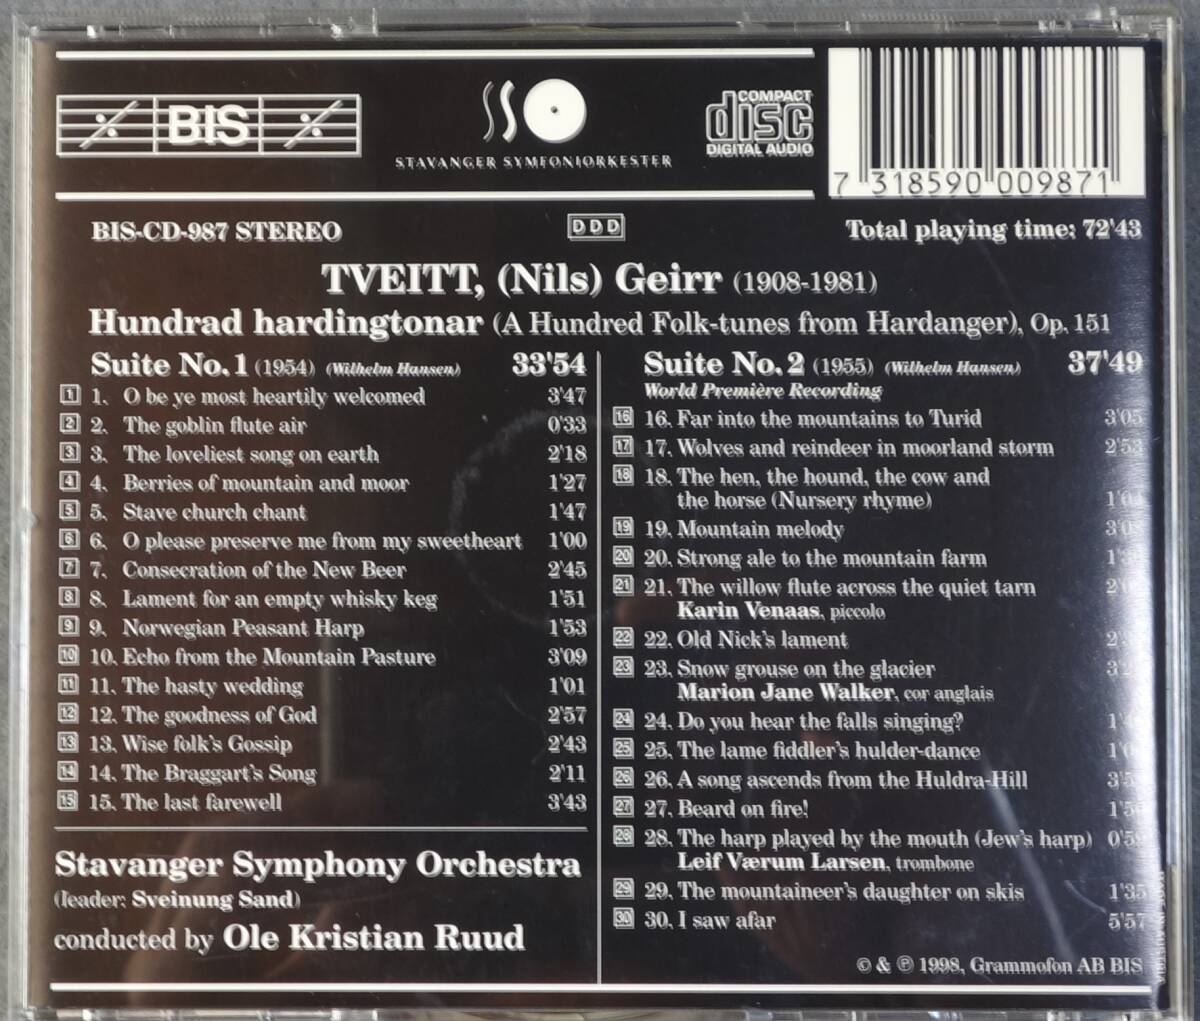 BIS
SSO
STAVANGER SYMFONIORKESTER
COMPACT
disc
DIGITAL AUDIO
7 318590 009871
BIS-CD-987 STEREO
DDD
Total playing time: 72'43
TVEITT, (Nils) Geirr (1908-1981)
Hundrad hardingtonar (A Hundred Folk-tunes from Hardanger), Op. 151
Suite No. 1 (1954) (Wilhelm Hansen) 33'54
1 1. O be ye most heartily welcomed 3'47
2 2. The goblin flute air 0'33
3 3. The loveliest song on earth 2'18
4 4. Berries of mountain and moor 1'27
5 5. Stave church chant 1'47
6 6. O please preserve me from my sweetheart 1'00
7 7. Consecration of the New Beer 2'45
8 8. Lament for an empty whisky keg 1'51
9 9. Norwegian Peasant Harp 1'53
10 10. Echo from the Mountain Pasture 3'09
11 11. The hasty wedding 1'01
12 12. The goodness of God 2'57
13 13. Wise folk's Gossip 2'43
14 14. The Braggart's Song 2'11
15 15. The last farewell 3'43
Stavanger Symphony Orchestra
(leader: Sveinung Sand)
conducted by Ole Kristian Ruud
Suite No. 2 (1955) (Wilhelm Hansen) 37'49
World Première Recording
16 16. Far into the mountains to Turid 3'05
17 17. Wolves and reindeer in moorland storm 2'53
18 18. The hen, the hound, the cow and
the horse (Nursery rhyme)
19 19. Mountain melody
20 20. Strong ale to the mountain farm
21 21. The willow flute across the quiet tarn
Karin Venaas, piccolo
22 22. Old Nick's lament
23 23. Snow grouse on the glacier
Marion Jane Walker, cor anglais
24 24. Do you hear the falls singing?
25 25. The lame fiddler's hulder-dance
26 26. A song ascends from the Huldra-Hill
27 27. Beard on fire!
28 28. The harp played by the mouth (Jew's harp)
Leif Værum Larsen, trombone
29 29. The mountaineer's daughter on skis 1'35
30 30. I saw afar 5'57
© & ℗ 1998, Grammofon AB BIS